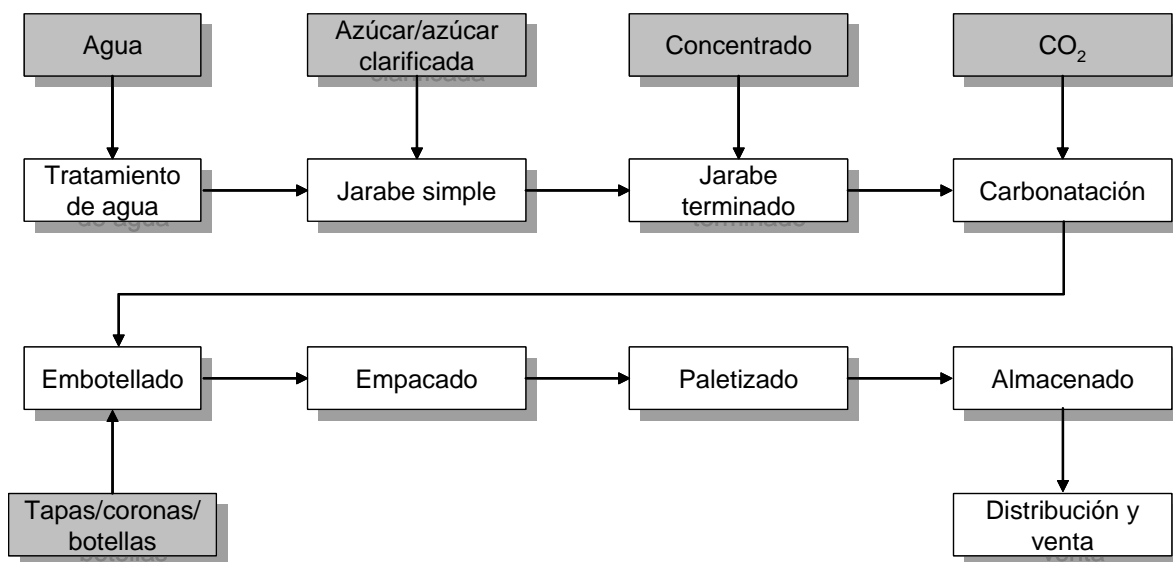 Agua
Azúcar/azúcar
clarificada
Concentrado
CO₂
Tratamiento
de agua
Jarabe simple
Jarabe
terminado
Carbonatación
Embotellado
Empacado
Paletizado
Almacenado
Tapas/coronas/
botellas
Distribución y
venta